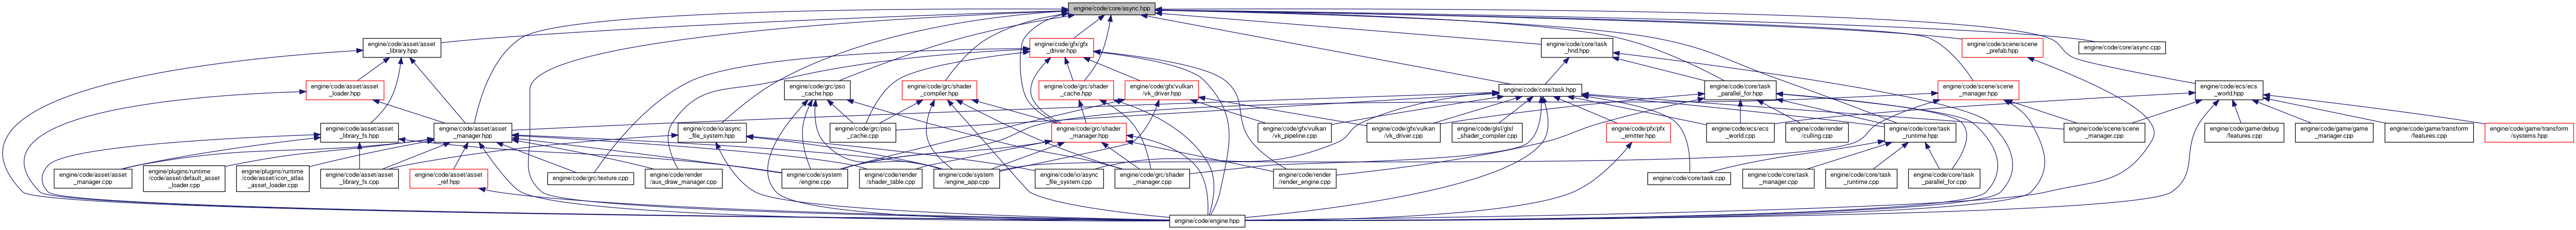 engine/code/core/async.hpp
engine/code/asset/asset
_library.hpp
engine/code/gfx/gfx
_driver.hpp
engine/code/core/task
_hnd.hpp
engine/code/scene/scene
_prefab.hpp
engine/code/core/async.cpp
engine/code/asset/asset
_loader.hpp
engine/code/grc/pso
_cache.hpp
engine/code/grc/shader
_compiler.hpp
engine/code/grc/shader
_cache.hpp
engine/code/gfx/vulkan
/vk_driver.hpp
engine/code/core/task.hpp
engine/code/core/task
_parallel_for.hpp
engine/code/scene/scene
_manager.hpp
engine/code/ecs/ecs
_world.hpp
engine/code/asset/asset
_library_fs.hpp
engine/code/asset/asset
_manager.hpp
engine/code/io/async
_file_system.hpp
engine/code/grc/pso
_cache.cpp
engine/code/grc/shader
_manager.hpp
engine/code/gfx/vulkan
/vk_pipeline.cpp
engine/code/gfx/vulkan
/vk_driver.cpp
engine/code/glsl/glsl
_shader_compiler.cpp
engine/code/pfx/pfx
_emitter.hpp
engine/code/ecs/ecs
_world.cpp
engine/code/render
/culling.cpp
engine/code/core/task
_runtime.hpp
engine/code/scene/scene
_manager.cpp
engine/code/game/debug
/features.cpp
engine/code/game/game
_manager.cpp
engine/code/game/transform
/features.cpp
engine/code/game/transform
/systems.hpp
engine/code/asset/asset
_manager.cpp
engine/plugins/runtime
/code/asset/default_asset
_loader.cpp
engine/plugins/runtime
/code/asset/icon_atlas
_asset_loader.cpp
engine/code/asset/asset
_library_fs.cpp
engine/code/asset/asset
_ref.hpp
engine/code/grc/texture.cpp
engine/code/render
/aux_draw_manager.cpp
engine/code/system
/engine.cpp
engine/code/render
/shader_table.cpp
engine/code/system
/engine_app.cpp
engine/code/io/async
_file_system.cpp
engine/code/grc/shader
_manager.cpp
engine/code/render
/render_engine.cpp
engine/code/core/task.cpp
engine/code/core/task
_manager.cpp
engine/code/core/task
_runtime.cpp
engine/code/core/task
_parallel_for.cpp
engine/code/engine.hpp